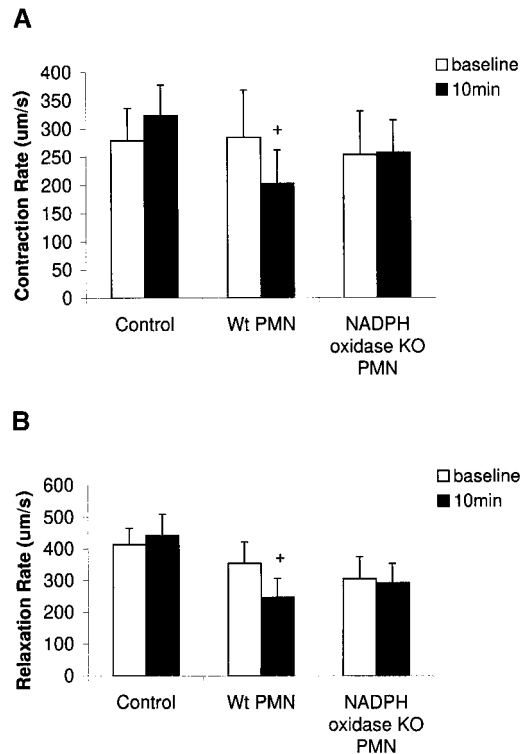 A
Contraction Rate (um/s)
400
350
300
250
200
150
100
50
0
+
baseline
10min
Control
Wt PMN
NADPH
oxidase KO
PMN
B
Relaxation Rate (um/s)
600
500
400
300
200
100
0
+
baseline
10min
Control
Wt PMN
NADPH
oxidase KO
PMN